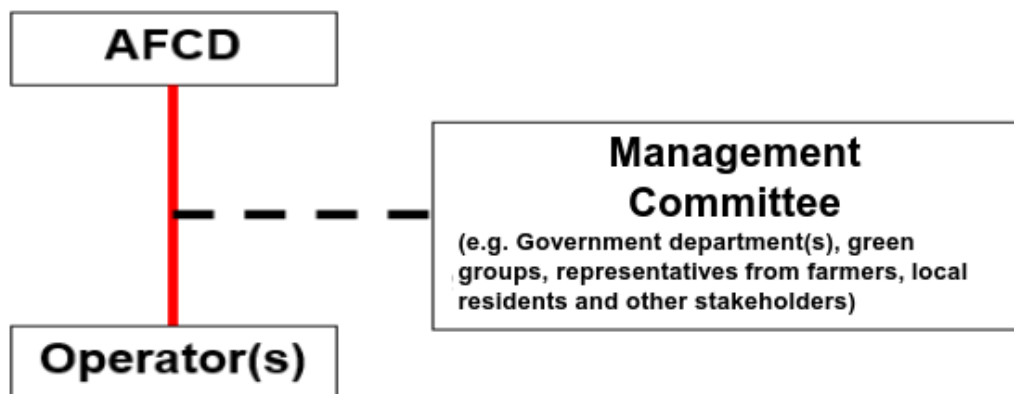 AFCD
Management
Committee
(e.g. Government department(s), green
groups, representatives from farmers, local
residents and other stakeholders)
Operator(s)